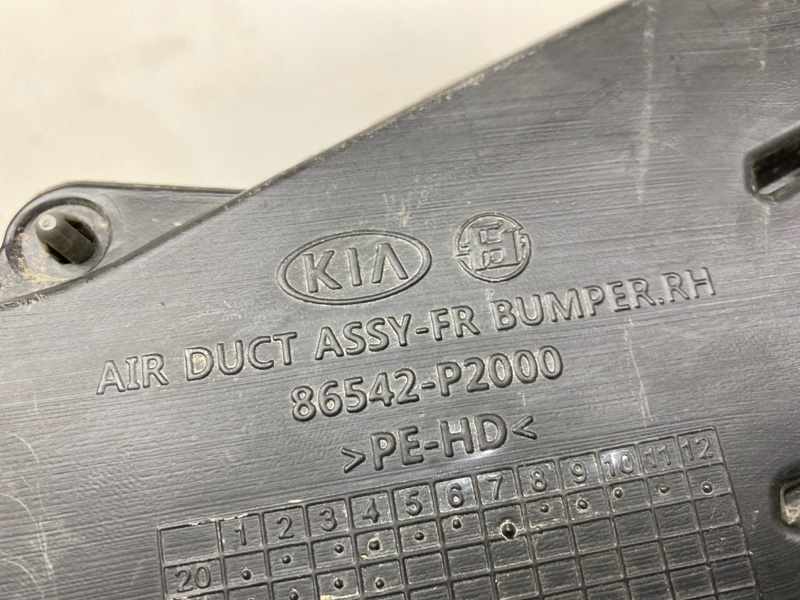 KIA
AIR DUCT ASSY-FR BUMPER.RH
86542-P2000
>PE-HD<
1 2 3 4 5 6 7 8 9 10 11 12
20